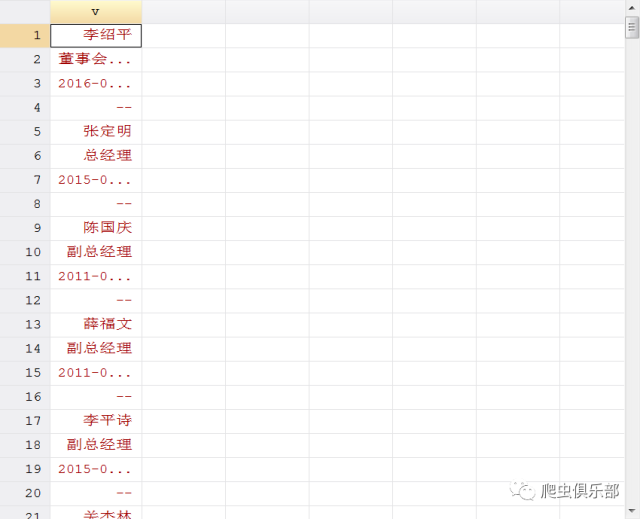 v
1 李绍平
2 董事会...
3 2016-0...
4 --
5 张定明
6 总经理
7 2015-0...
8 --
9 陈国庆
10 副总经理
11 2011-0...
12 --
13 薛福文
14 副总经理
15 2011-0...
16 --
17 李平诗
18 副总经理
19 2015-0...
20 --
21
爬虫俱乐部